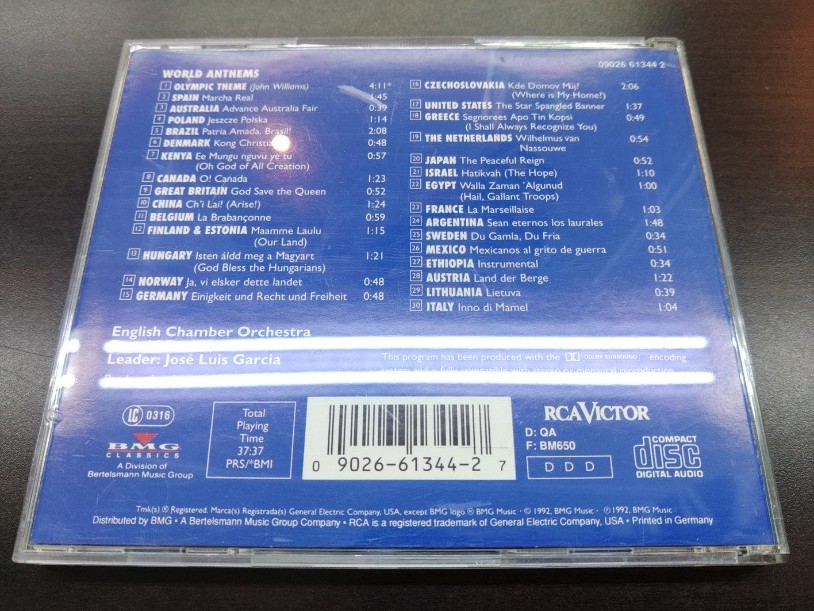 09026 61344 2
WORLD ANTHEMS
1 OLYMPIC THEME (John Williams) 4:11*
2 SPAIN Marcha Real 1:45
3 AUSTRALIA Advance Australia Fair 0:39
4 POLAND Jeszcze Polska 1:14
5 BRAZIL Patria Amada, Brasil! 2:08
6 DENMARK Kong Christia 0:48
7 KENYA Ee Mungu nguvu ye tu 0:57
(Oh God of All Creation)
8 CANADA O! Canada 1:23
9 GREAT BRITAIN God Save the Queen 0:52
10 CHINA Ch'i Lai! (Arise!) 1:24
11 BELGIUM La Brabançonne 0:59
12 FINLAND & ESTONIA Maamme Laulu 1:15
(Our Land)
13 HUNGARY Isten áldd meg a Magyart 1:21
(God Bless the Hungarians)
14 NORWAY Ja, vi elsker dette landet 0:48
15 GERMANY Einigkeit und Recht und Freiheit 0:48
16 CZECHOSLOVAKIA Kde Domov Můj? 2:06
(Where is My Home?)
17 UNITED STATES The Star Spangled Banner 1:37
18 GREECE Segnorees Apo Tin Kopsi 0:49
(I Shall Always Recognize You)
19 THE NETHERLANDS Wilhelmus van 0:54
Nassouwe
20 JAPAN The Peaceful Reign 0:52
21 ISRAEL Hatikvah (The Hope) 1:10
22 EGYPT Walla Zaman 'Algunud 1:00
(Hail, Gallant Troops)
23 FRANCE La Marseillaise 1:03
24 ARGENTINA Sean eternos los laurales 1:48
25 SWEDEN Du Gamla, Du Fria 0:34
26 MEXICO Mexicanos al grito de guerra 0:51
27 ETHIOPIA Instrumental 0:34
28 AUSTRIA Land der Berge 1:22
29 LITHUANIA Lietuva 0:39
30 ITALY Inno di Mamel 1:04
English Chamber Orchestra
Leader: José Luis Garcia
This program has been produced with the DOLBY SURROUND encoding
system and is fully compatible with stereo or monaural reproduction
LC 0316
BMG
CLASSICS
A Division of
Bertelsmann Music Group
Total
Playing
Time
37:37
PRS/*BMI
0 9026-61344-2 7
RCA VICTOR
D: QA
F: BM650
D D D
COMPACT
disc
DIGITAL AUDIO
Tmk(s) ® Registered. Marca(s) Registrada(s) General Electric Company, USA, except BMG logo ® BMG Music • © 1992, BMG Music • ℗ 1992, BMG Music
Distributed by BMG • A Bertelsmann Music Group Company • RCA is a registered trademark of General Electric Company, USA • Printed in Germany